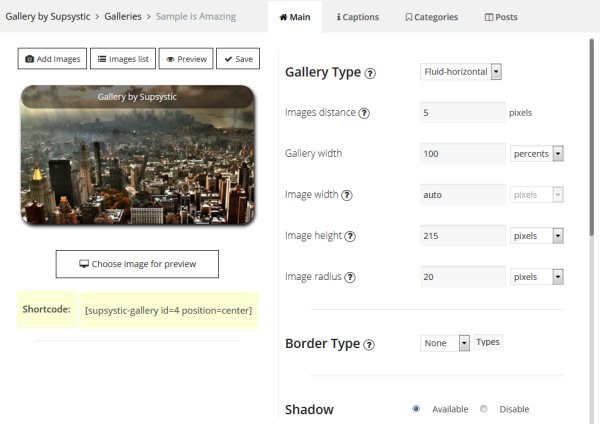 Gallery by Supsystic > Galleries > Sample is Amazing
Main
Captions
Categories
Posts
Add Images
Images list
Preview
Save
Gallery by Supsystic
Choose image for preview
Shortcode:
[supsystic-gallery id=4 position=center]
Gallery Type ?
Fluid-horizontal
Images distance ?
5
pixels
Gallery width
100
percents
Image width ?
auto
pixels
Image height ?
215
pixels
Image radius ?
20
pixels
Border Type ?
None
Types
Shadow
Available
Disable